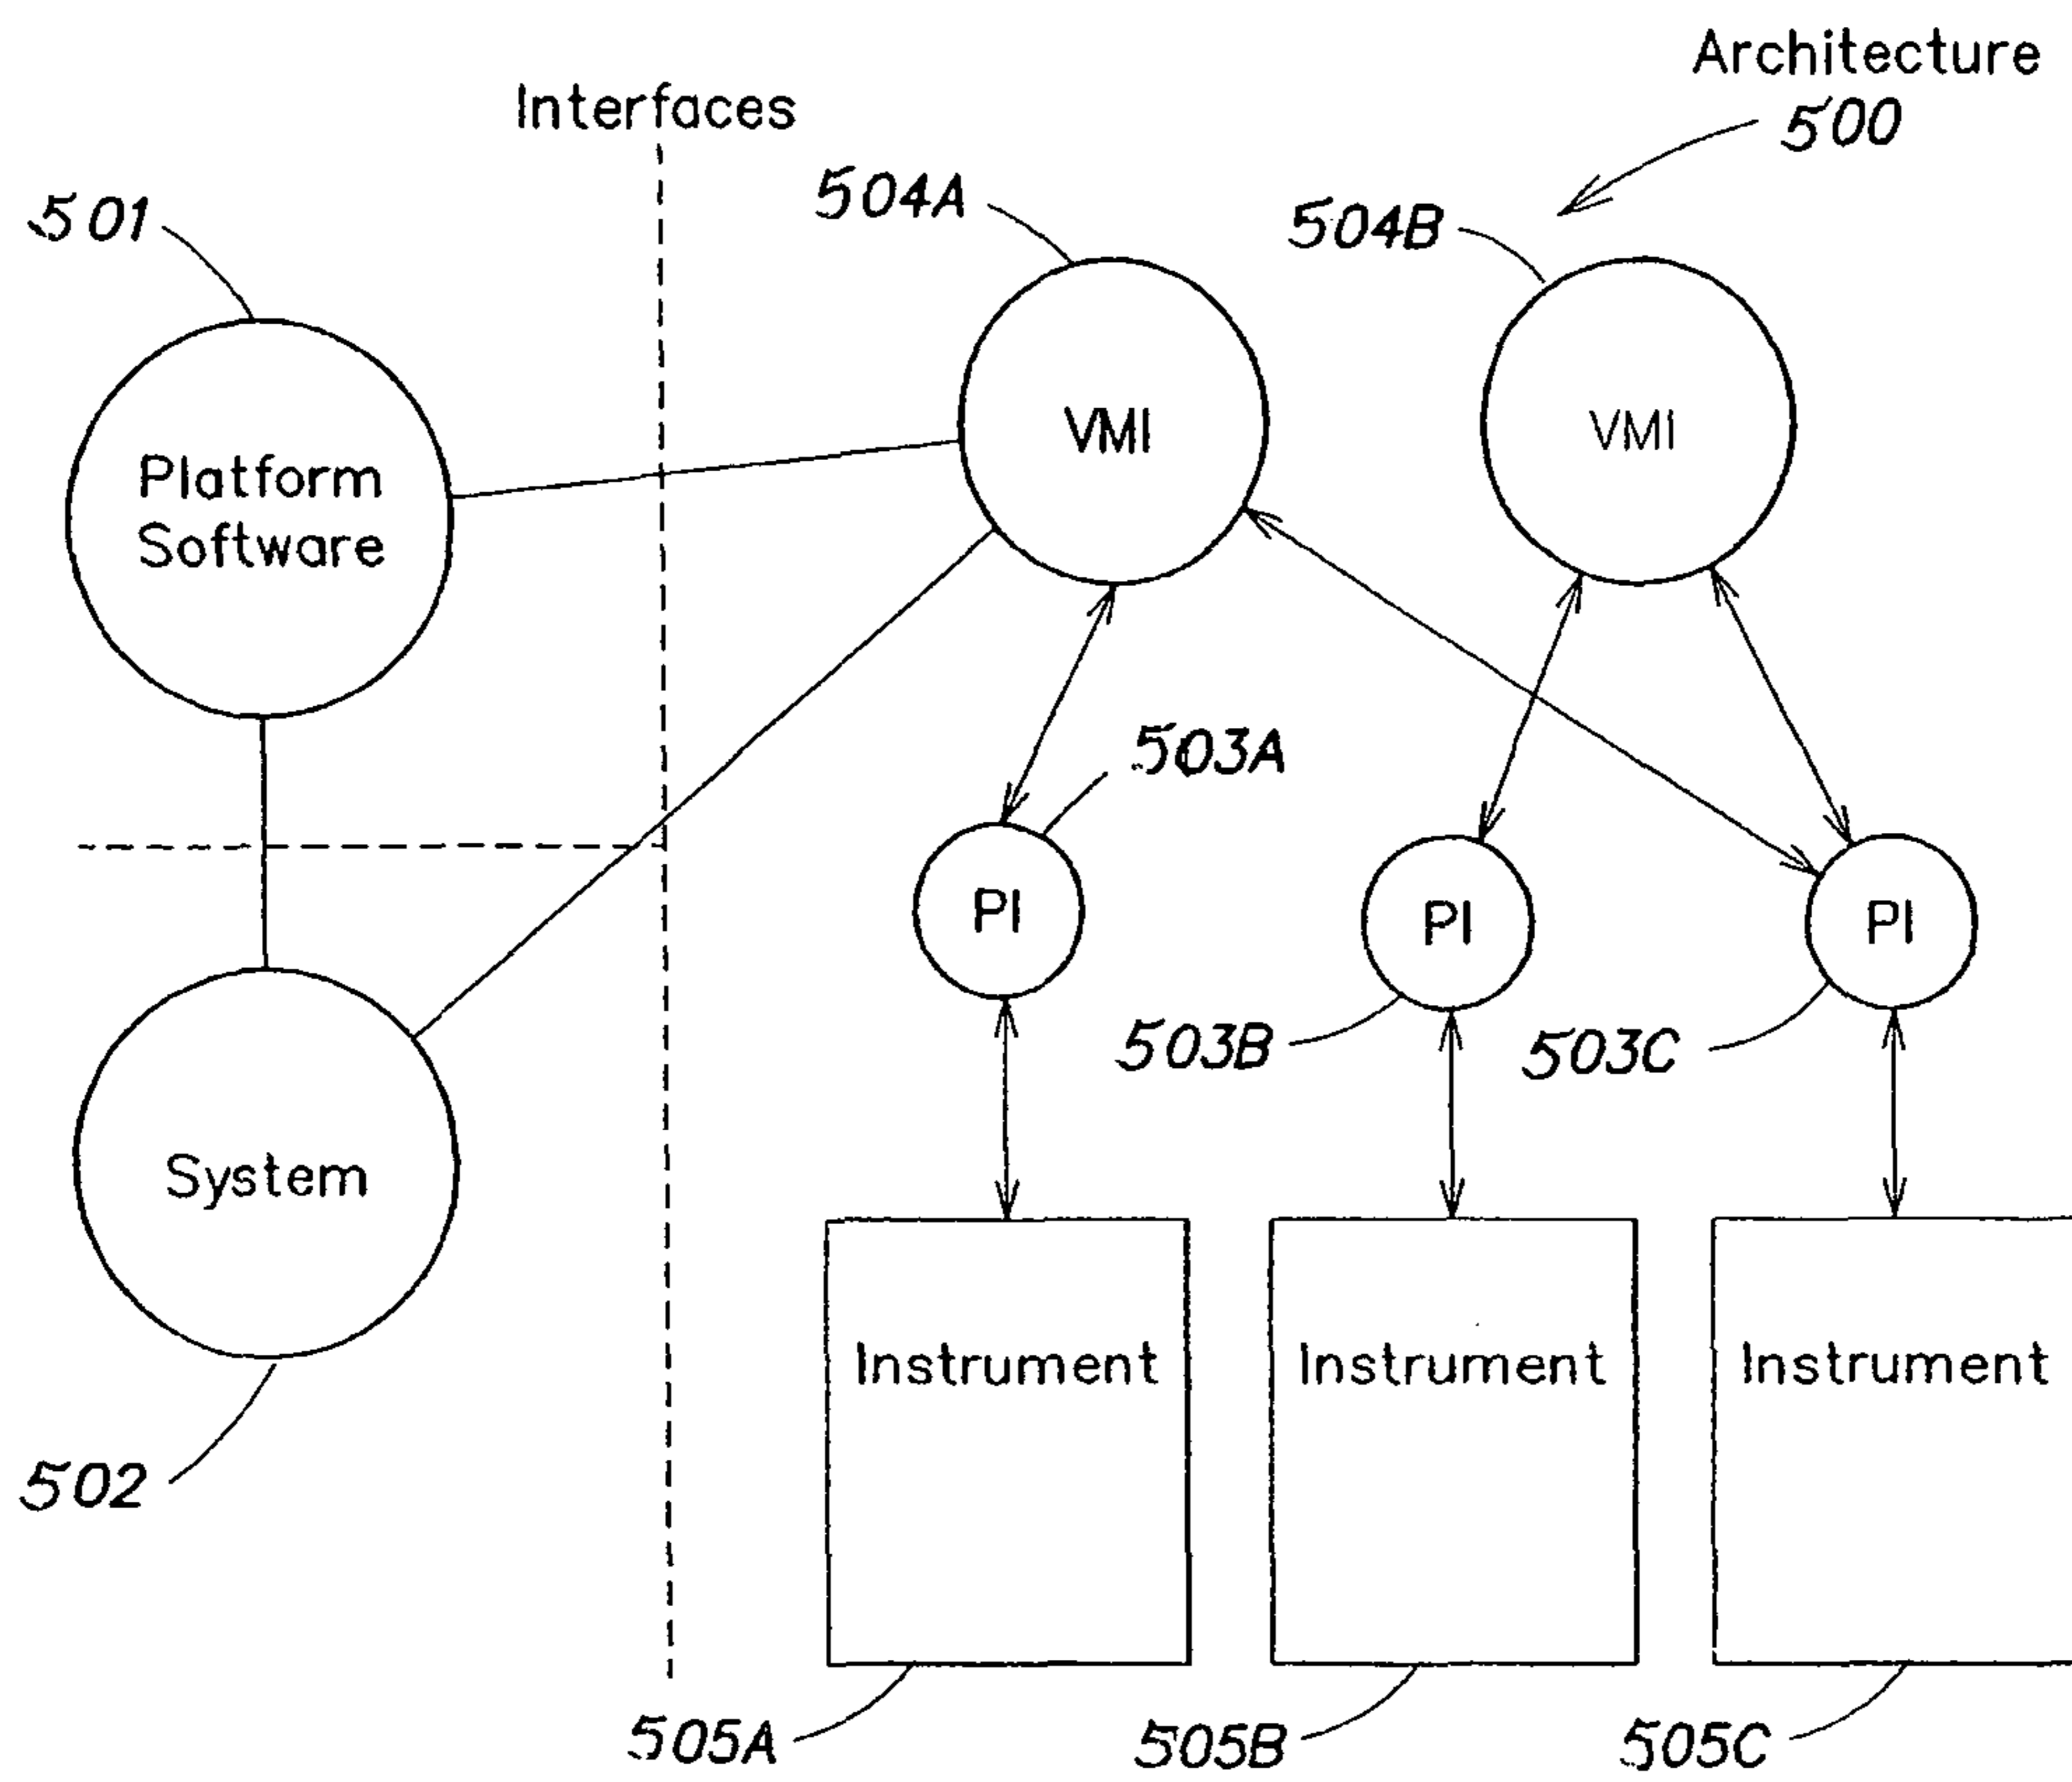 Architecture
500
Interfaces
504A
504B
501
VMI
VMI
Platform
Software
503A
PI
PI
PI
503B
503C
System
Instrument
Instrument
Instrument
502
505A
505B
505C